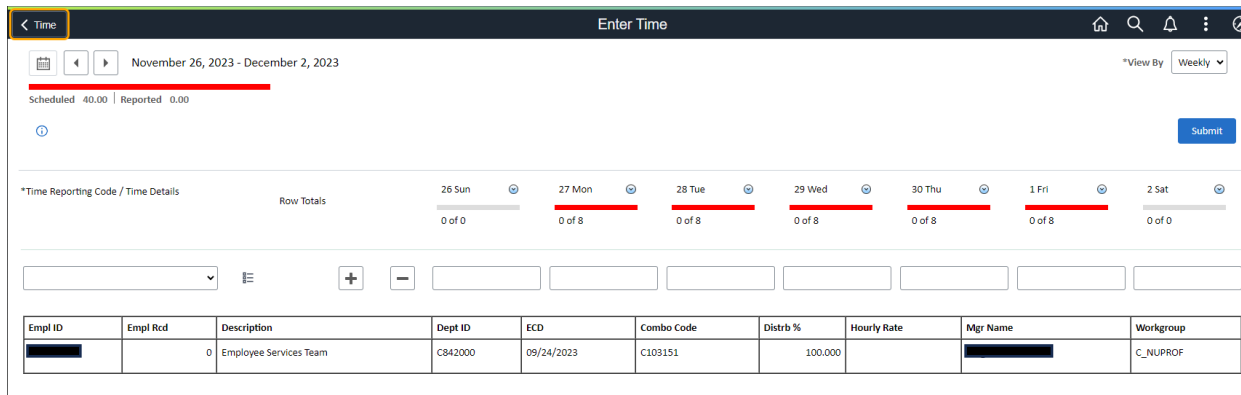 Time
Enter Time
November 26, 2023 - December 2, 2023
*View By Weekly
Scheduled 40.00 | Reported 0.00
Submit
*Time Reporting Code / Time Details
Row Totals
26 Sun 27 Mon 28 Tue 29 Wed 30 Thu 1 Fri 2 Sat
0 of 0 0 of 8 0 of 8 0 of 8 0 of 8 0 of 8 0 of 0
Empl ID Empl Rcd Description Dept ID ECD Combo Code Distrb % Hourly Rate Mgr Name Workgroup
0 Employee Services Team C842000 09/24/2023 C103151 100.000 C_NUPROF